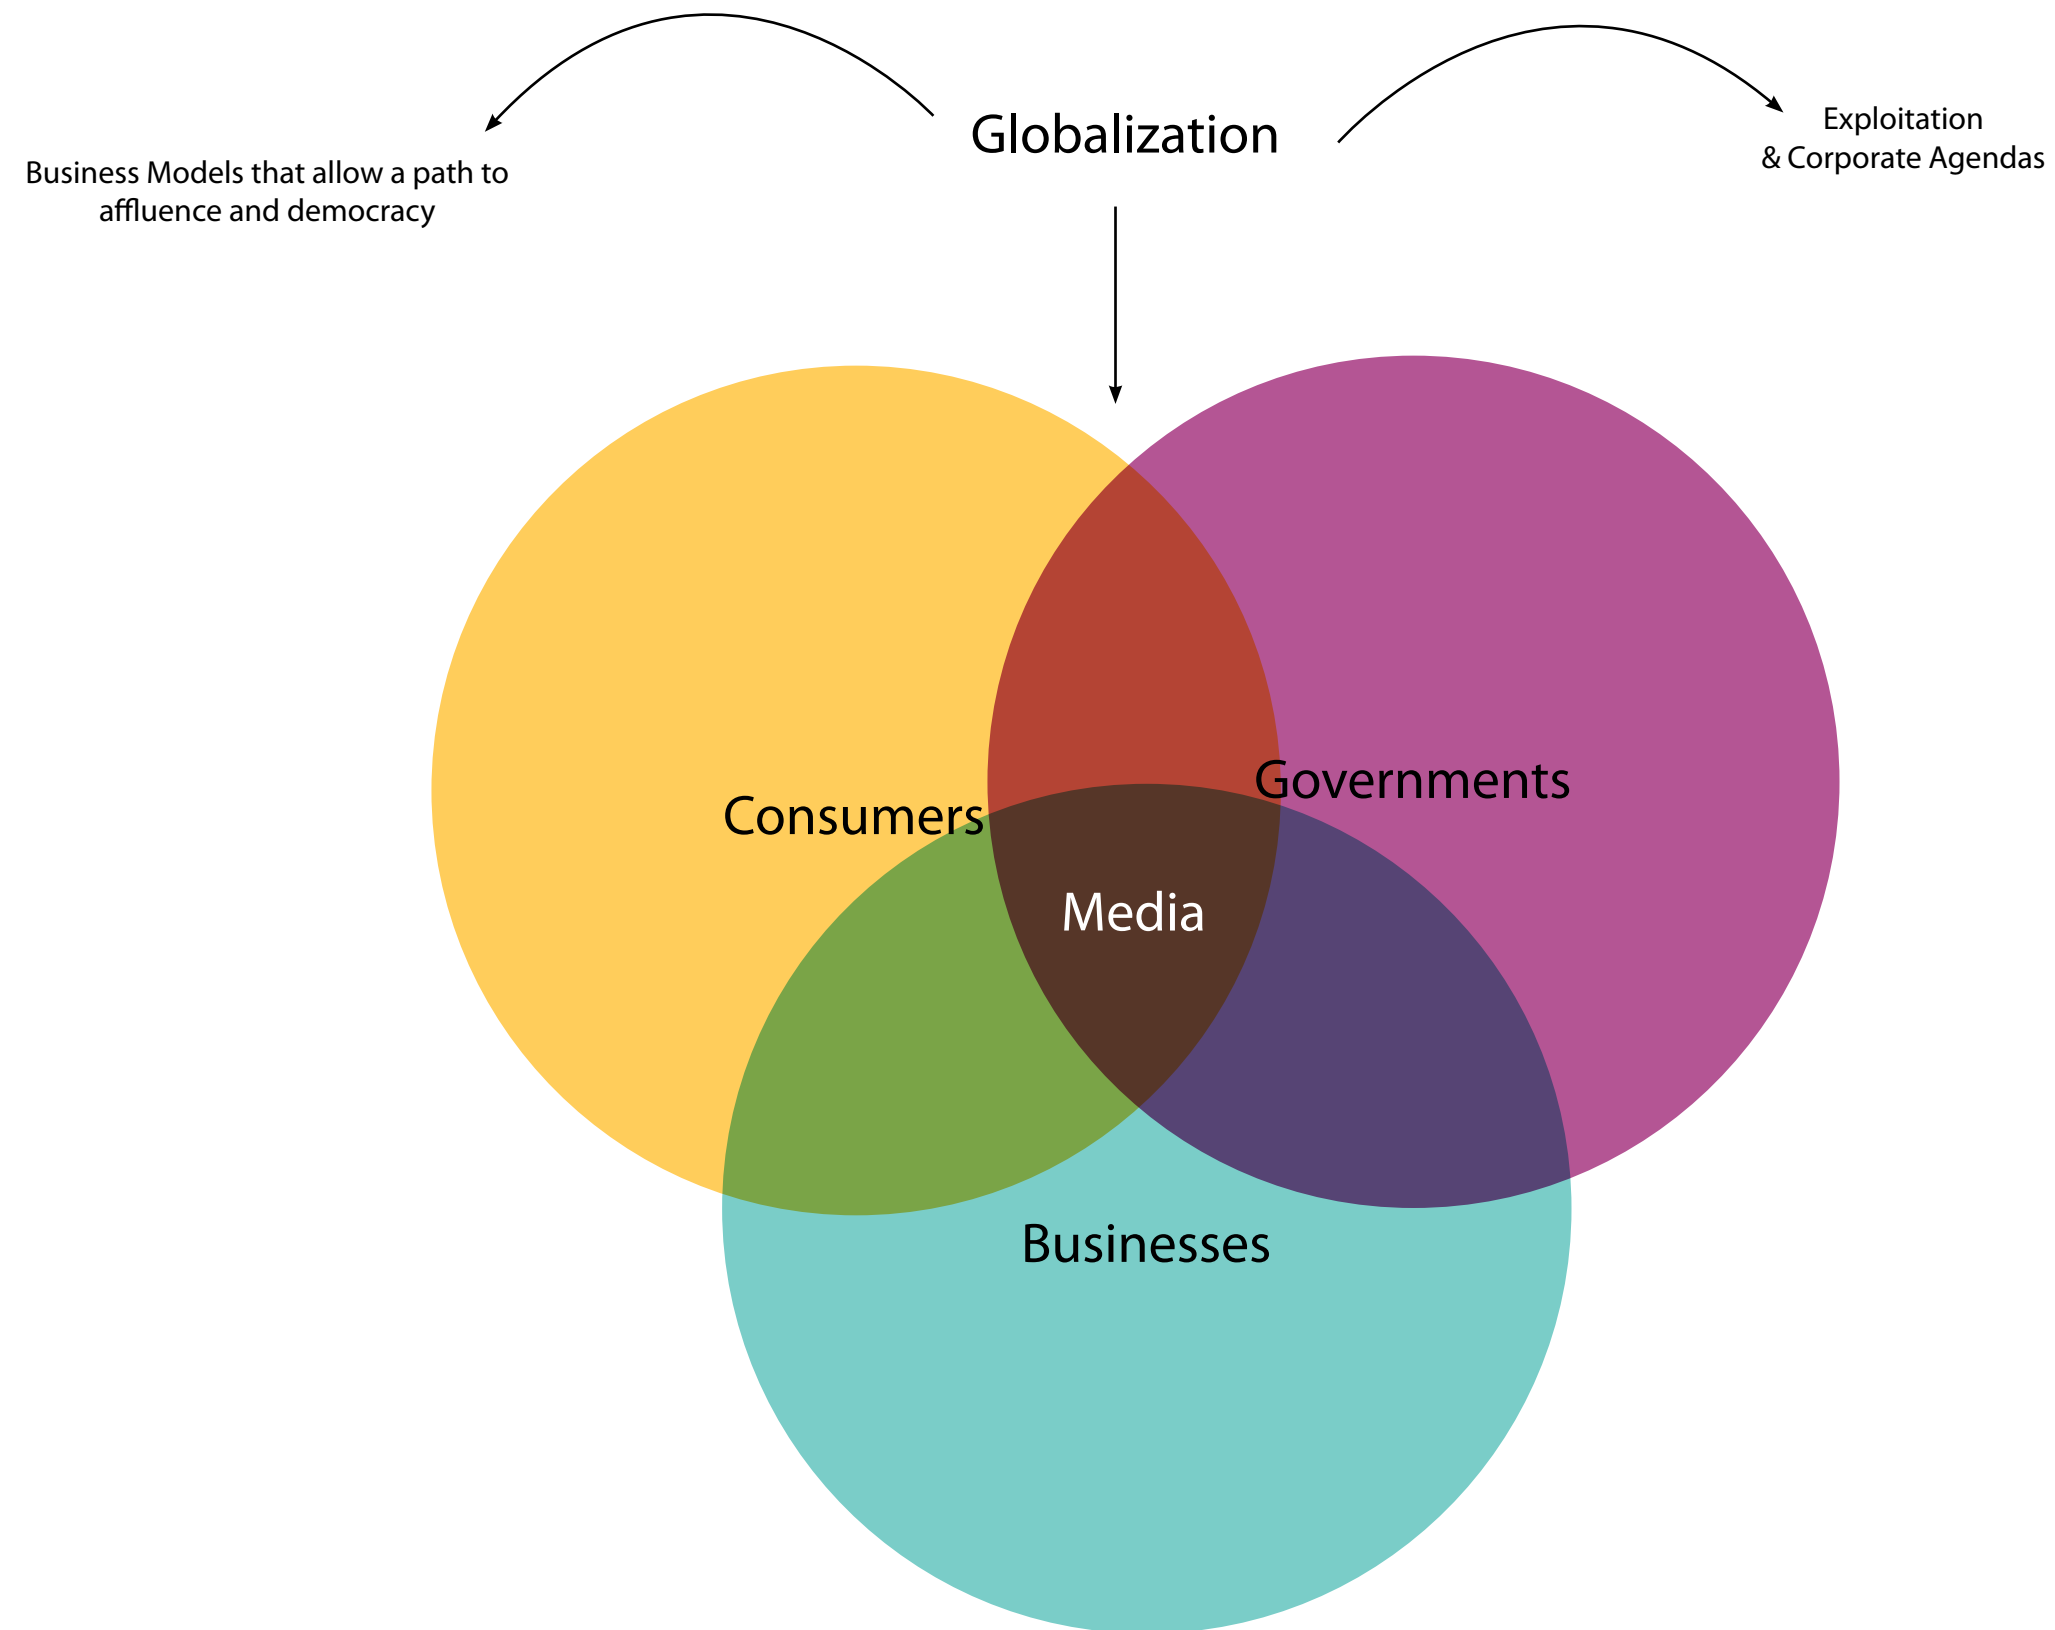 Globalization
Exploitation
& Corporate Agendas
Business Models that allow a path to
affluence and democracy
Governments
Consumers
Media
Businesses